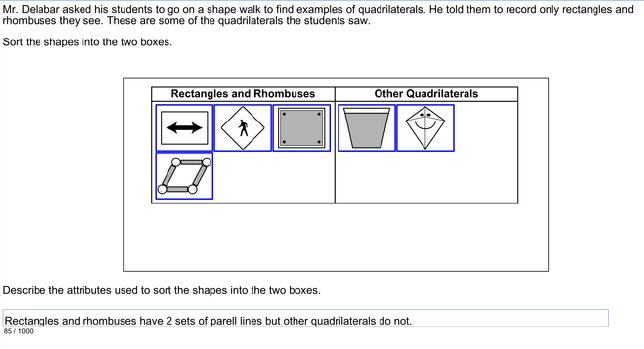 Mr. Delabar asked his students to go on a shape walk to find examples of quadrilaterals. He told them to record only rectangles and
rhombuses they see. These are some of the quadrilaterals the students saw.
Sort the shapes into the two boxes.
Rectangles and Rhombuses
Other Quadrilaterals
Describe the attributes used to sort the shapes into the two boxes.
Rectangles and rhombuses have 2 sets of parell lines but other quadrilaterals do not.
85 / 1000